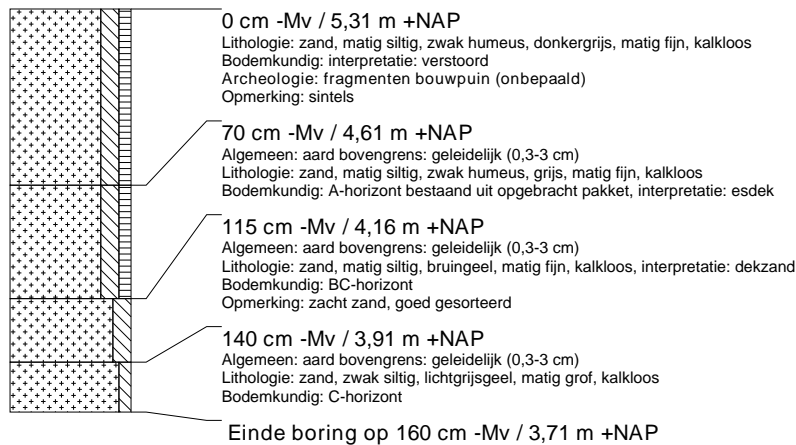 0 cm -Mv / 5,31 m +NAP
Lithologie: zand, matig siltig, zwak humeus, donkergrijs, matig fijn, kalkloos
Bodemkundig: interpretatie: verstoord
Archeologie: fragmenten bouwpuin (onbepaald)
Opmerking: sintels
70 cm -Mv / 4,61 m +NAP
Algemeen: aard bovengrens: geleidelijk (0,3-3 cm)
Lithologie: zand, matig siltig, zwak humeus, grijs, matig fijn, kalkloos
Bodemkundig: A-horizont bestaand uit opgebracht pakket, interpretatie: esdek
115 cm -Mv / 4,16 m +NAP
Algemeen: aard bovengrens: geleidelijk (0,3-3 cm)
Lithologie: zand, matig siltig, bruingeel, matig fijn, kalkloos, interpretatie: dekzand
Bodemkundig: BC-horizont
Opmerking: zacht zand, goed gesorteerd
140 cm -Mv / 3,91 m +NAP
Algemeen: aard bovengrens: geleidelijk (0,3-3 cm)
Lithologie: zand, zwak siltig, lichtgrijsgeel, matig grof, kalkloos
Bodemkundig: C-horizont
Einde boring op 160 cm -Mv / 3,71 m +NAP